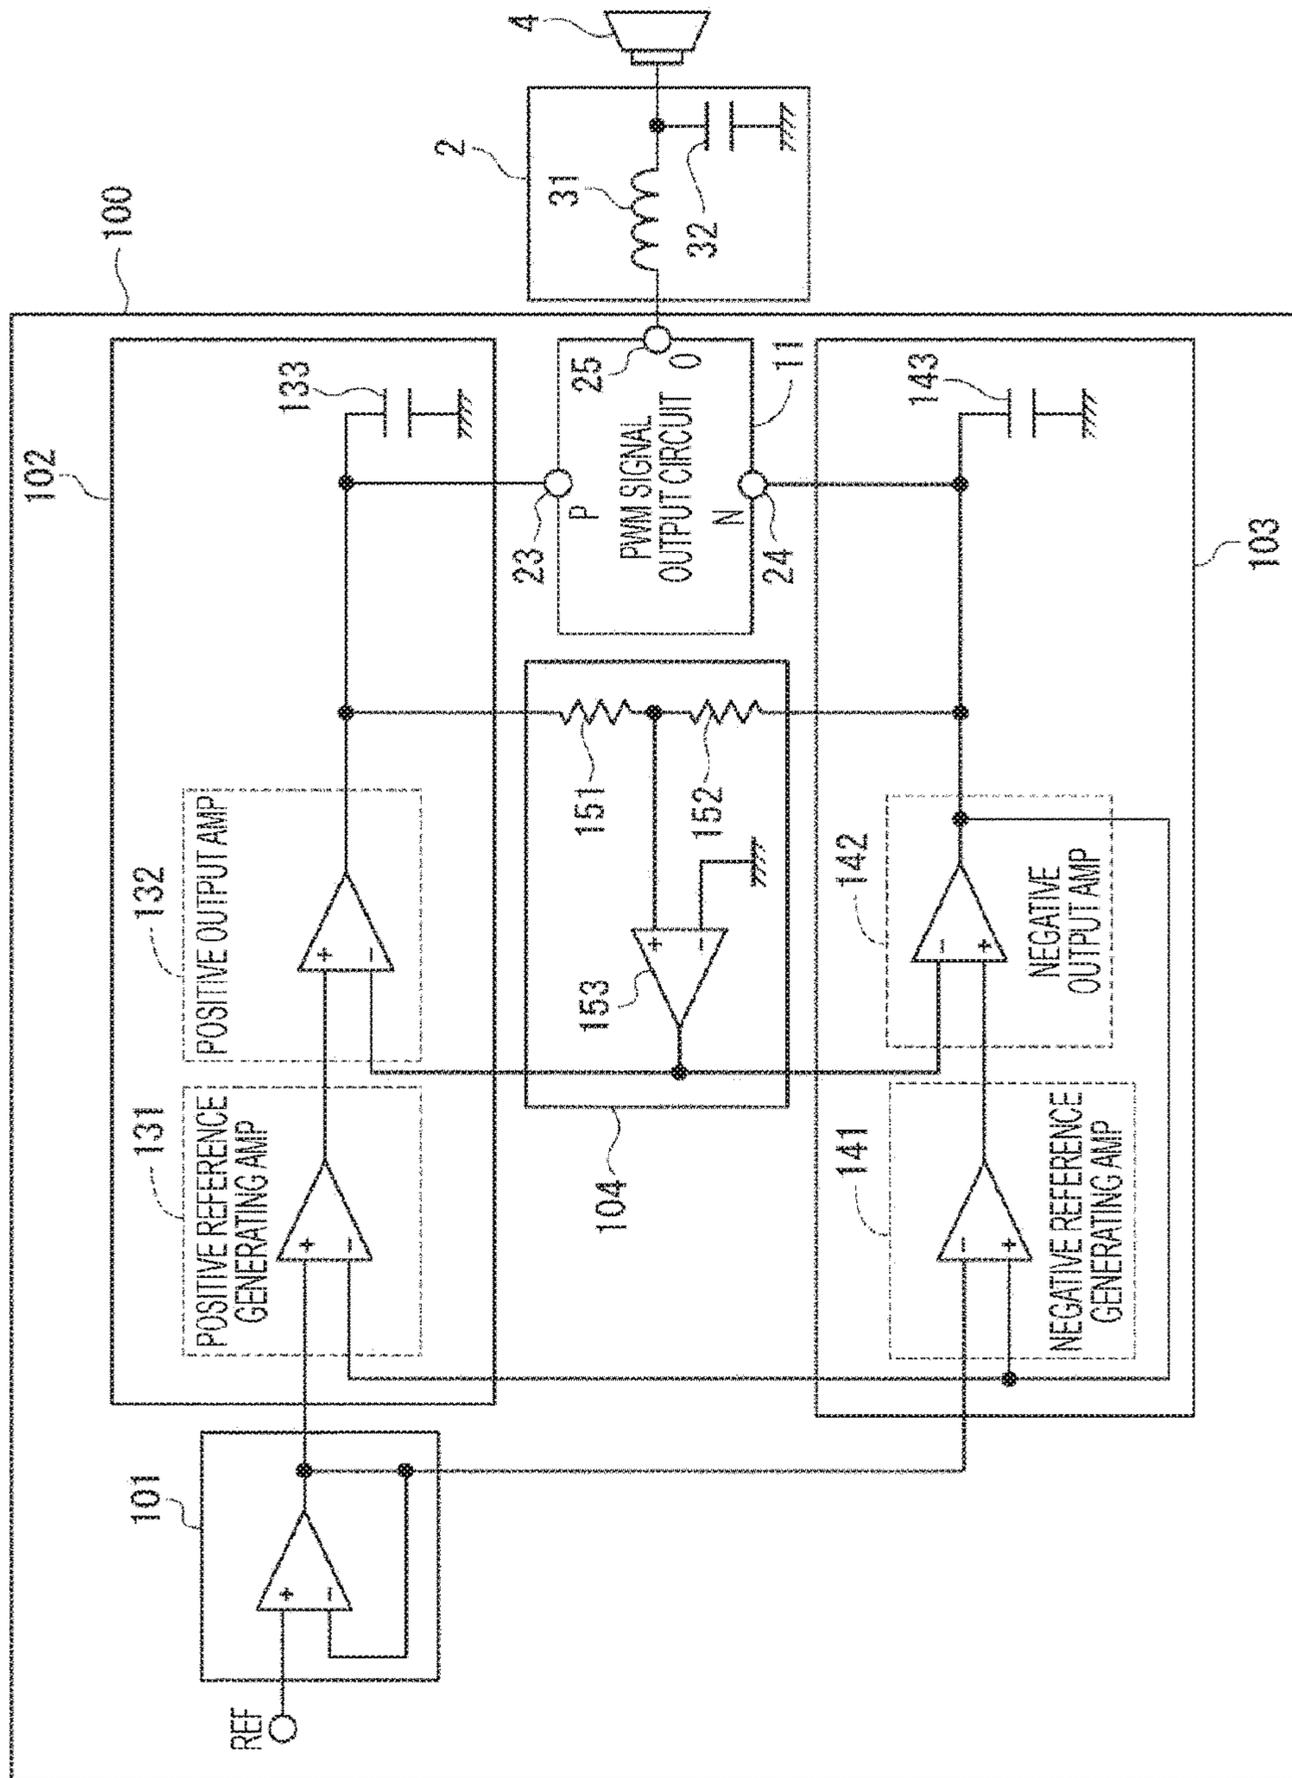 100
102
131
POSITIVE REFERENCE
GENERATING AMP
+
−
132
POSITIVE OUTPUT AMP
+
−
133
101
REF
+
−
104
153
+
−
151
152
23
P
PWM SIGNAL
OUTPUT CIRCUIT
N
24
25
O
11
2
31
32
4
141
−
+
NEGATIVE REFERENCE
GENERATING AMP
142
−
+
NEGATIVE
OUTPUT AMP
143
103